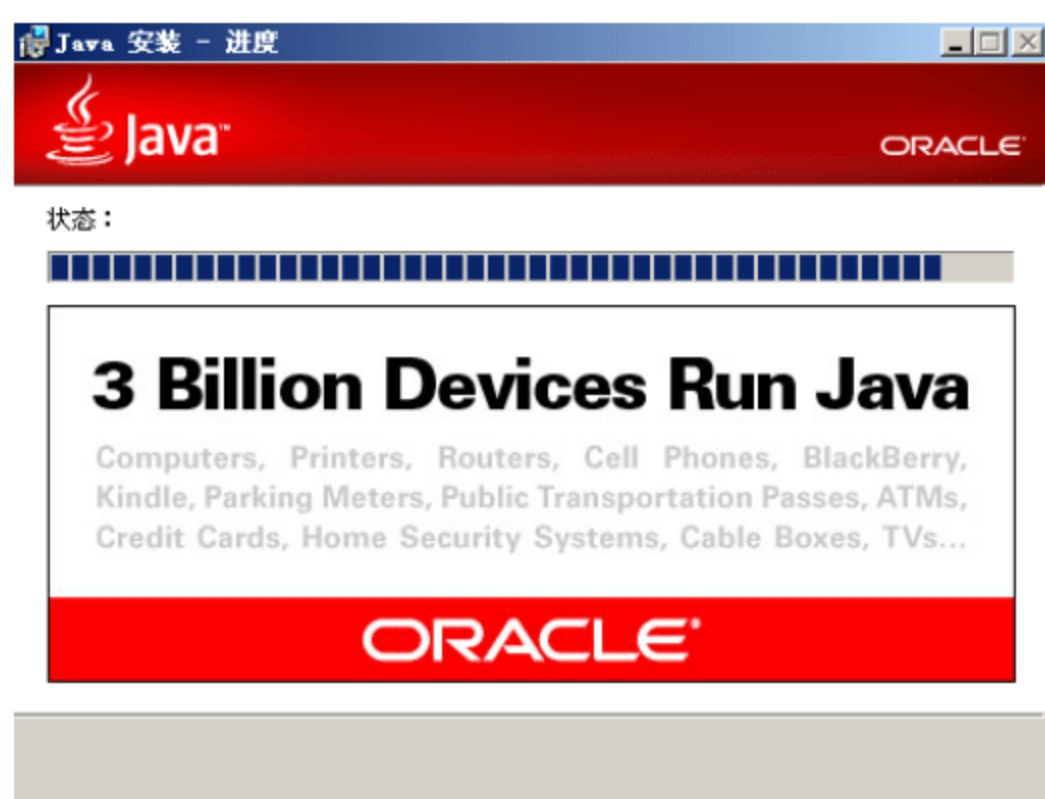 Java 安装 - 进度
Java™
ORACLE®
状态：
3 Billion Devices Run Java
Computers, Printers, Routers, Cell Phones, BlackBerry,
Kindle, Parking Meters, Public Transportation Passes, ATMs,
Credit Cards, Home Security Systems, Cable Boxes, TVs...
ORACLE®